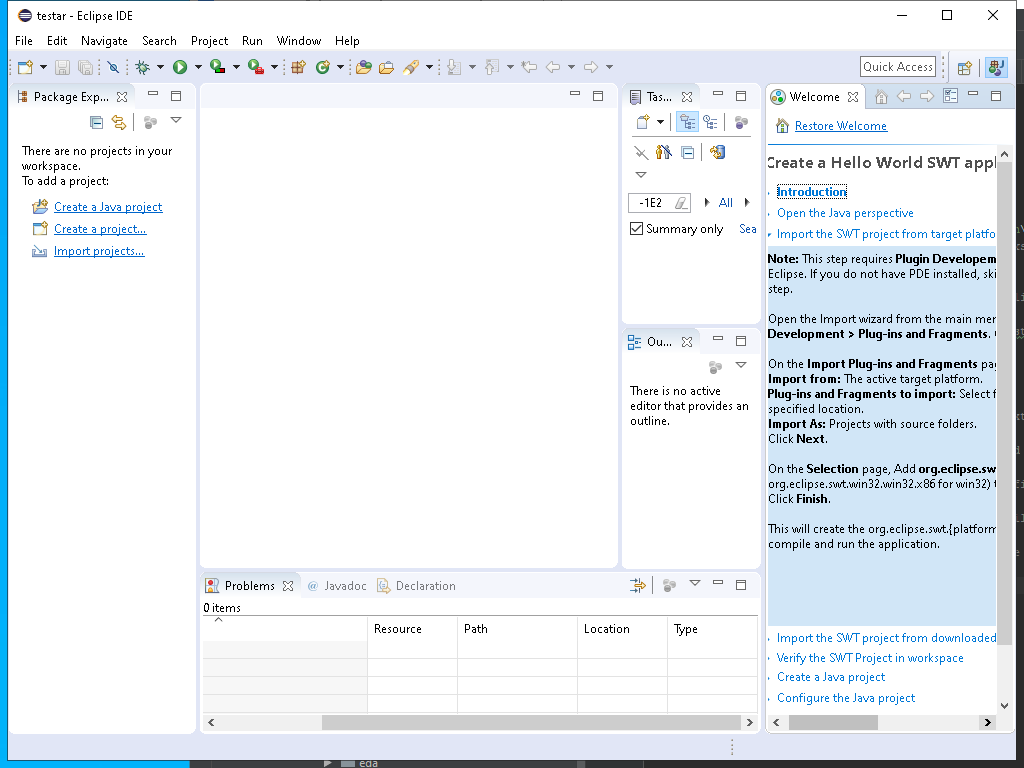 testar - Eclipse IDE
File Edit Navigate Search Project Run Window Help
Quick Access
Package Exp...
There are no projects in your
workspace.
To add a project:
Create a Java project
Create a project...
Import projects...
Tas...
-1E2
All
Summary only
Sea
Ou...
There is no active
editor that provides an
outline.
Welcome
Restore Welcome
Create a Hello World SWT appl
Introduction
Open the Java perspective
Import the SWT project from target platfo
Note: This step requires Plugin Developem
Eclipse. If you do not have PDE installed, ski
step.
Open the Import wizard from the main mer
Development > Plug-ins and Fragments.
On the Import Plug-ins and Fragments pag
Import from: The active target platform.
Plug-ins and Fragments to import: Select f
specified location.
Import As: Projects with source folders.
Click Next.
On the Selection page, Add org.eclipse.sw
org.eclipse.swt.win32.win32.x86 for win32) t
Click Finish.
This will create the org.eclipse.swt.{platform
compile and run the application.
Import the SWT project from downloaded
Verify the SWT Project in workspace
Create a Java project
Configure the Java project
Problems
@ Javadoc
Declaration
0 items
Resource Path Location Type
eda